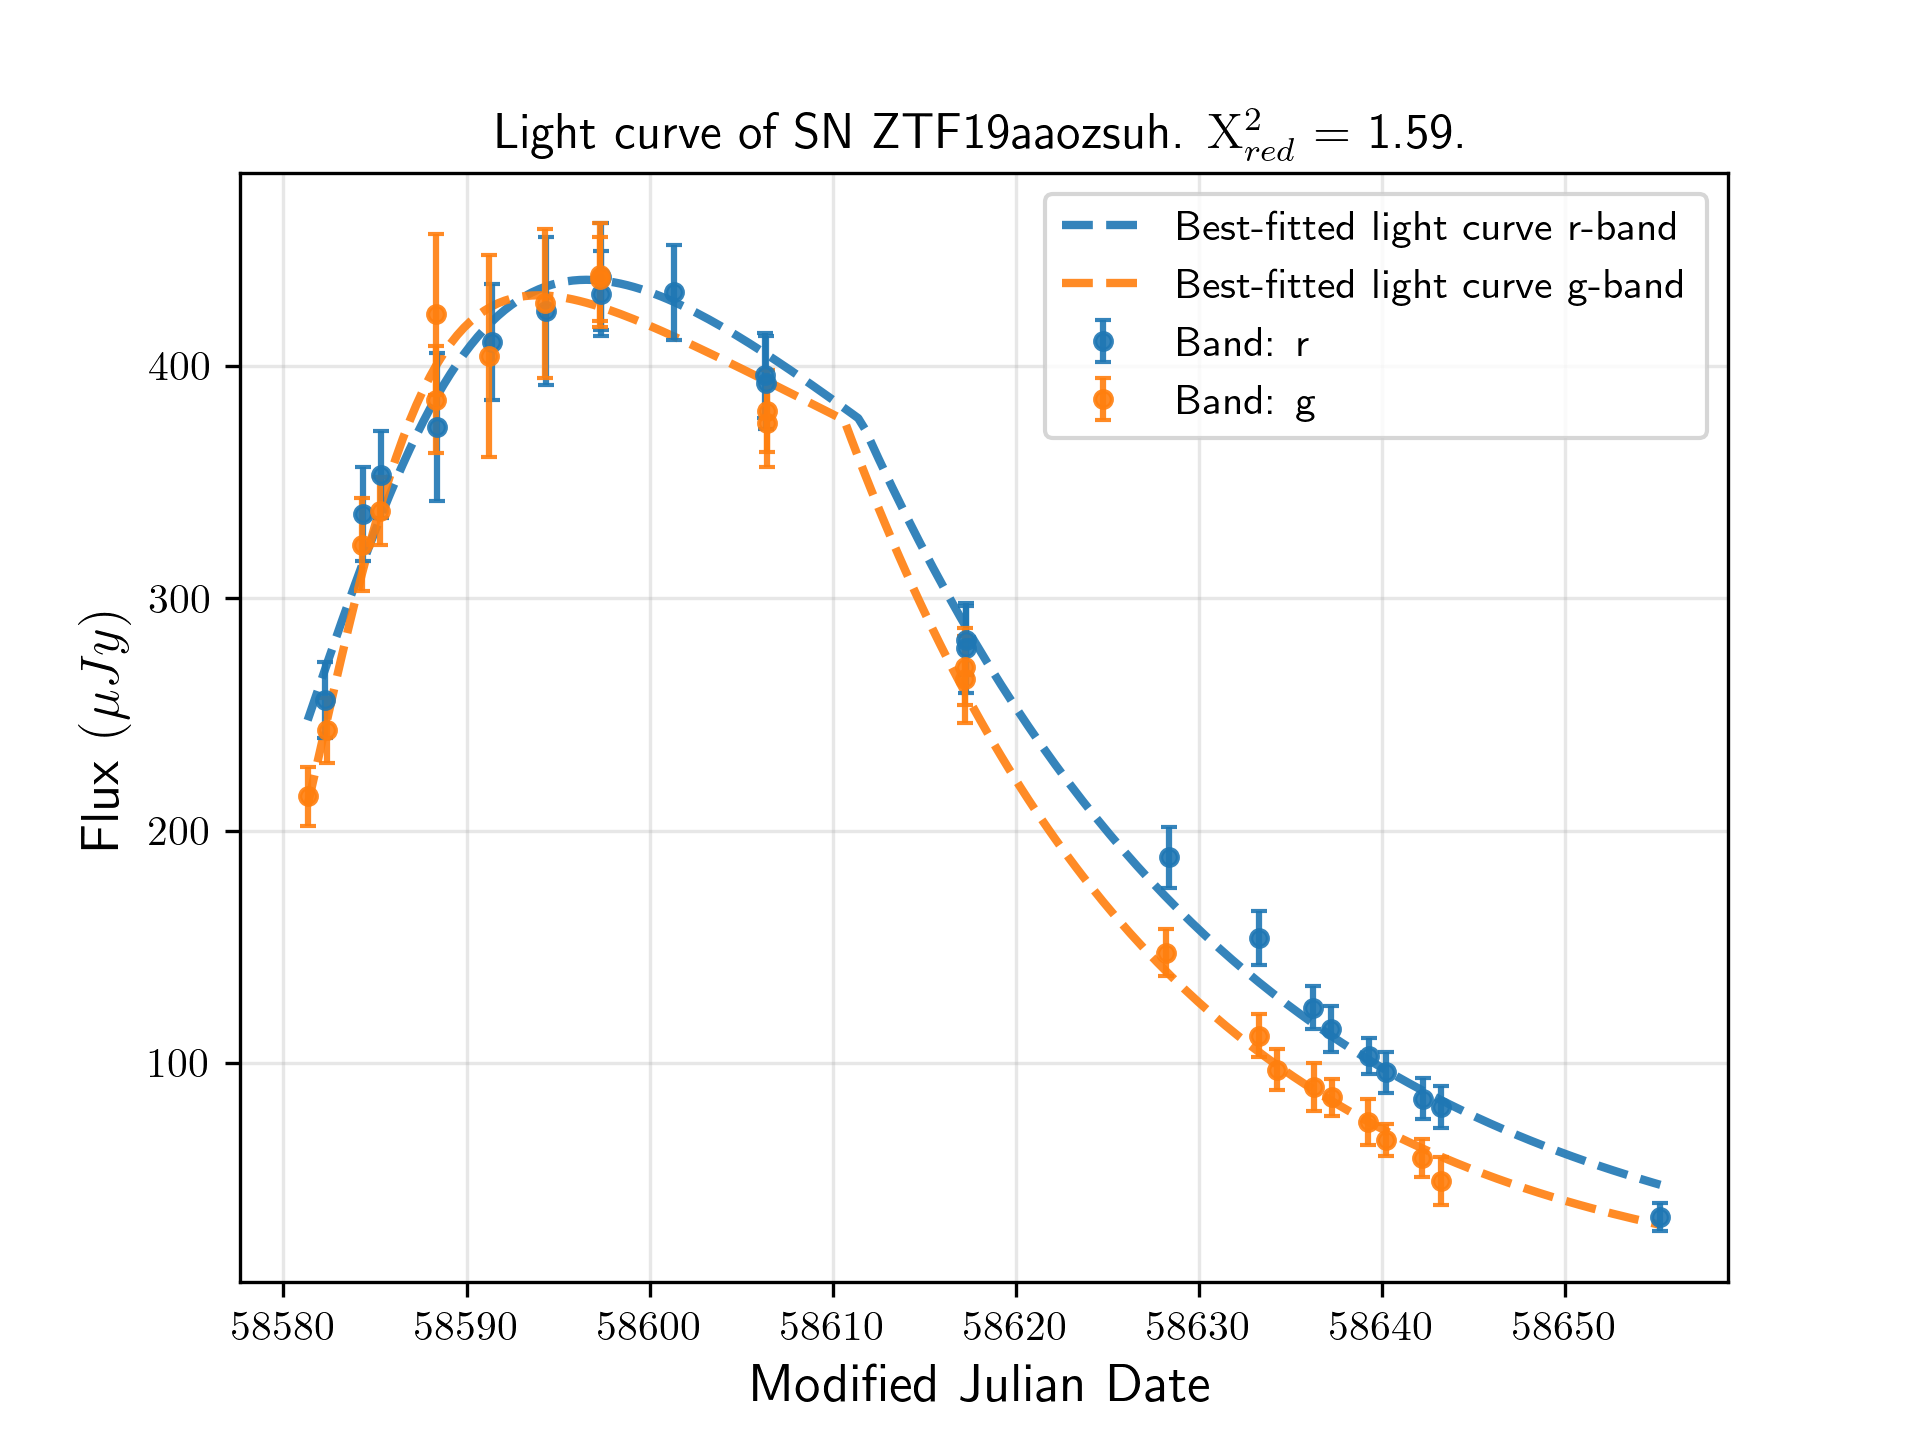 Light curve of SN ZTF19aaozsuh. X²_red = 1.59.
Best-fitted light curve r-band
Best-fitted light curve g-band
Band: r
Band: g
Flux (μJy)
400
300
200
100
58580 58590 58600 58610 58620 58630 58640 58650
Modified Julian Date